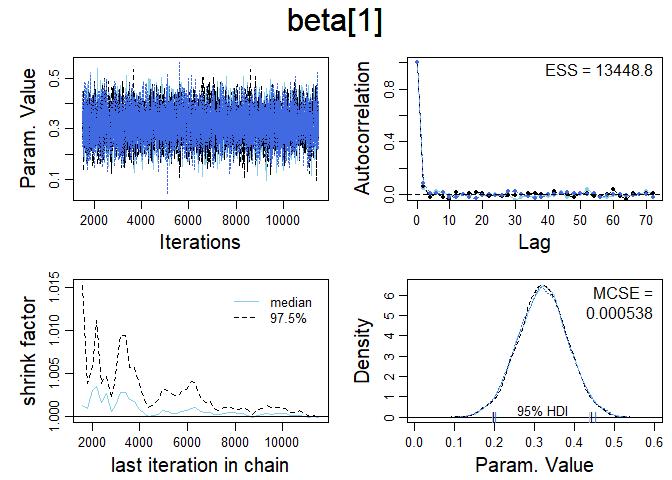 beta[1]
Param. Value
0.1 0.3 0.5
2000 4000 6000 8000 10000
Iterations
Autocorrelation
0.0 0.4 0.8
ESS = 13448.8
0 10 20 30 40 50 60 70
Lag
shrink factor
1.000 1.005 1.010 1.015
median
97.5%
2000 4000 6000 8000 10000
last iteration in chain
Density
0 1 2 3 4 5 6
MCSE =
0.000538
95% HDI
0.0 0.1 0.2 0.3 0.4 0.5 0.6
Param. Value